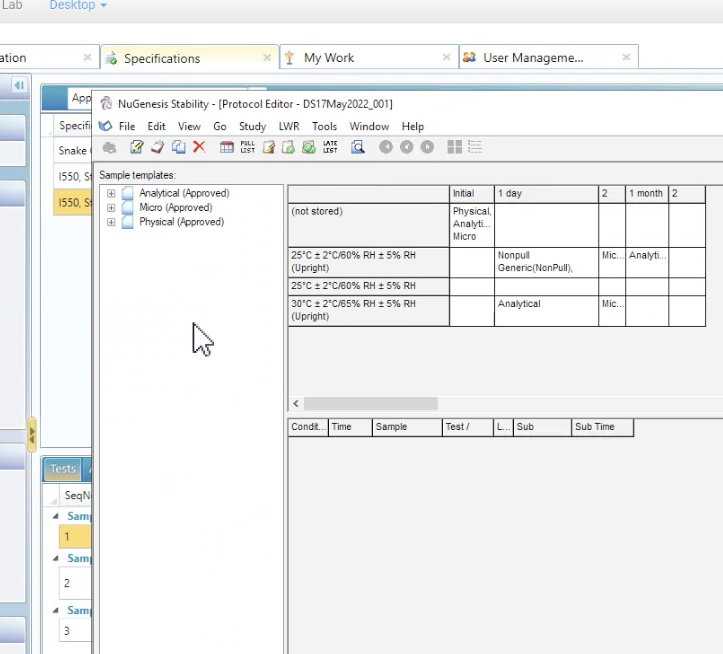 Lab Desktop
ation Specifications My Work User Manageme...
App
NuGenesis Stability - [Protocol Editor - DS17May2022_001]
Specifi
File Edit View Go Study LWR Tools Window Help
Snake
PULL LIST LATE LIST
I550, St
Sample templates:
I550, St
Analytical (Approved)
Micro (Approved)
Physical (Approved)
Initial 1 day 2 1 month 2
(not stored) Physical,
Analyti...
Micro
25°C ± 2°C/60% RH ± 5% RH Nonpull Mic... Analyti...
(Upright) Generic(NonPull),
25°C ± 2°C/60% RH ± 5% RH
30°C ± 2°C/65% RH ± 5% RH Analytical Mic...
(Upright)
Condit... Time Sample Test / L... Sub Sub Time
Tests
SeqN
Samp
1
Samp
2
Samp
3